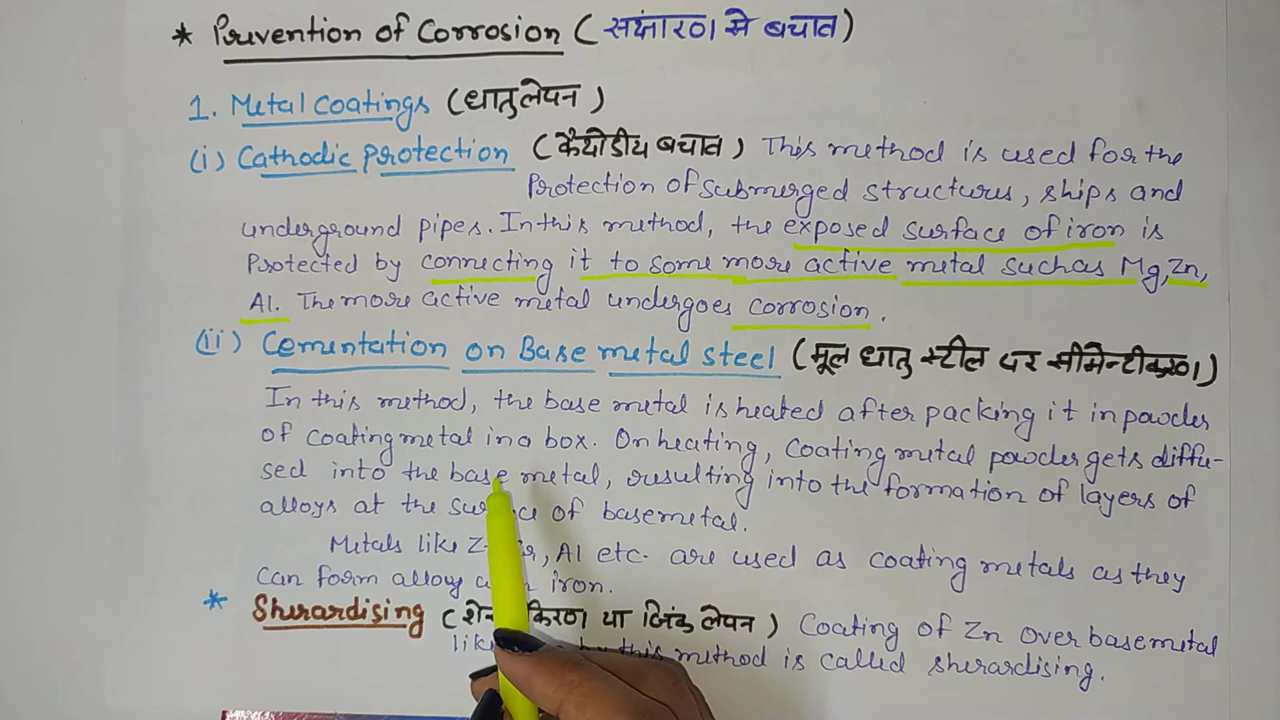 * Prevention of Corrosion (संक्षारण से बचाव)
1. Metal coatings (धातुलेपन)
(i) Cathodic protection (कैथोडीय बचाव) This method is used for the
Protection of submerged structures, ships and
underground pipes. In this method, the exposed surface of iron is
Protected by connecting it to some more active metal such as Mg, Zn,
Al. The more active metal undergoes corrosion.
(ii) Cementation on Base metal steel (मूल धातु स्टील पर सीमेन्टीकरण)
In this method, the base metal is heated after packing it in powder
of coating metal in a box. On heating, coating metal powder gets diffu-
sed into the base metal, resulting into the formation of layers of
alloys at the of basemetal.
Metals like Al etc. are used as coating metals as they
can form alloy iron.
* Sherardising ( या जिंक लेपन) Coating of Zn over basemetal
this method is called sherardising.